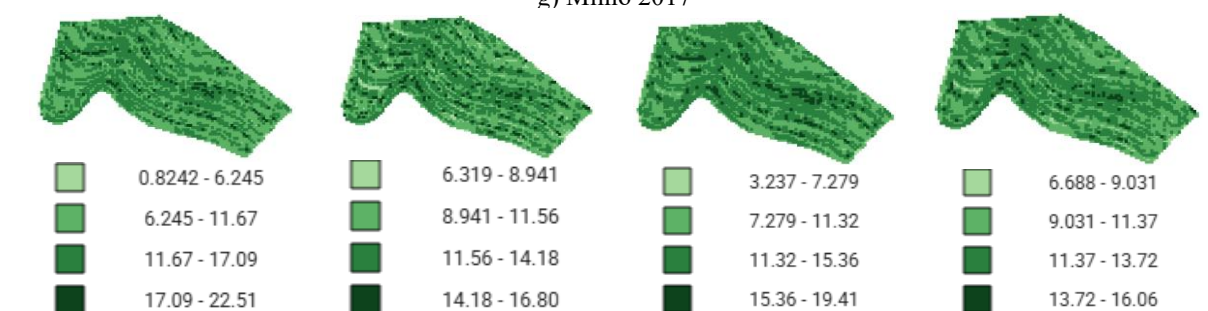 g) Milho 2017
0.8242 - 6.245
6.245 - 11.67
11.67 - 17.09
17.09 - 22.51
6.319 - 8.941
8.941 - 11.56
11.56 - 14.18
14.18 - 16.80
3.237 - 7.279
7.279 - 11.32
11.32 - 15.36
15.36 - 19.41
6.688 - 9.031
9.031 - 11.37
11.37 - 13.72
13.72 - 16.06